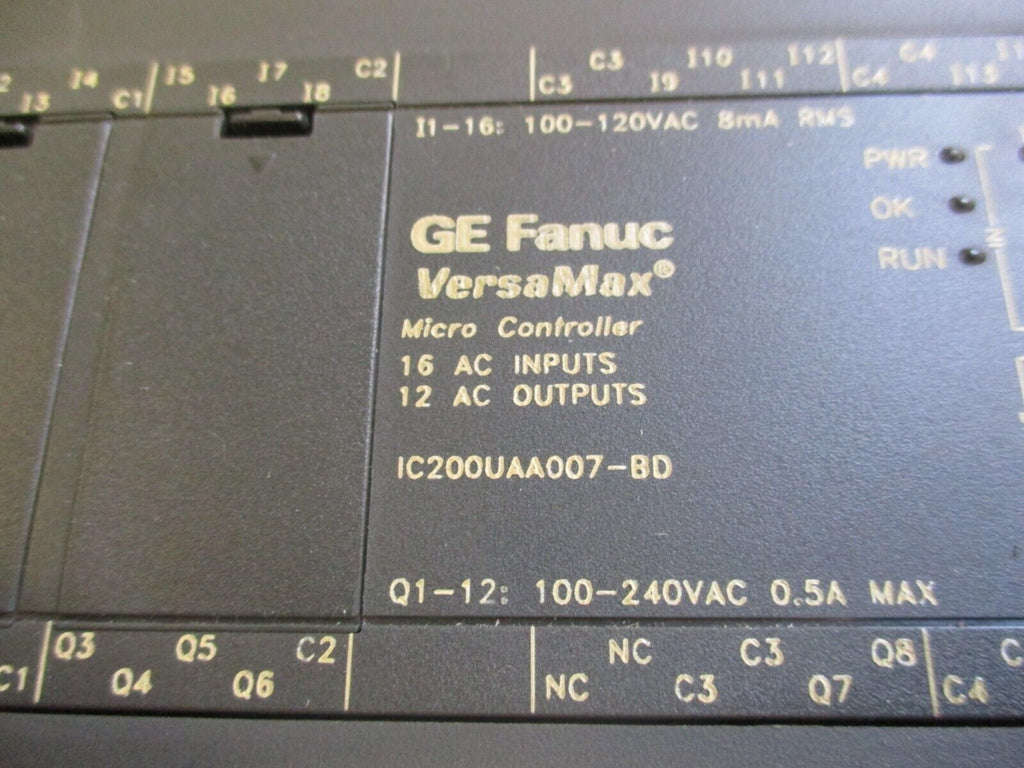 I4 I5 I7 C2 C3 I10 I12 C4
I3 C1 I6 I8 C3 I9 I11 C4 I13
I1-16: 100-120VAC 8mA RMS
PWR
OK
RUN
IN
GE Fanuc
VersaMax®
Micro Controller
16 AC INPUTS
12 AC OUTPUTS
IC200UAA007-BD
Q1-12: 100-240VAC 0.5A MAX
Q3 Q5 C2 NC C3 Q8
C1 Q4 Q6 NC C3 Q7 C4